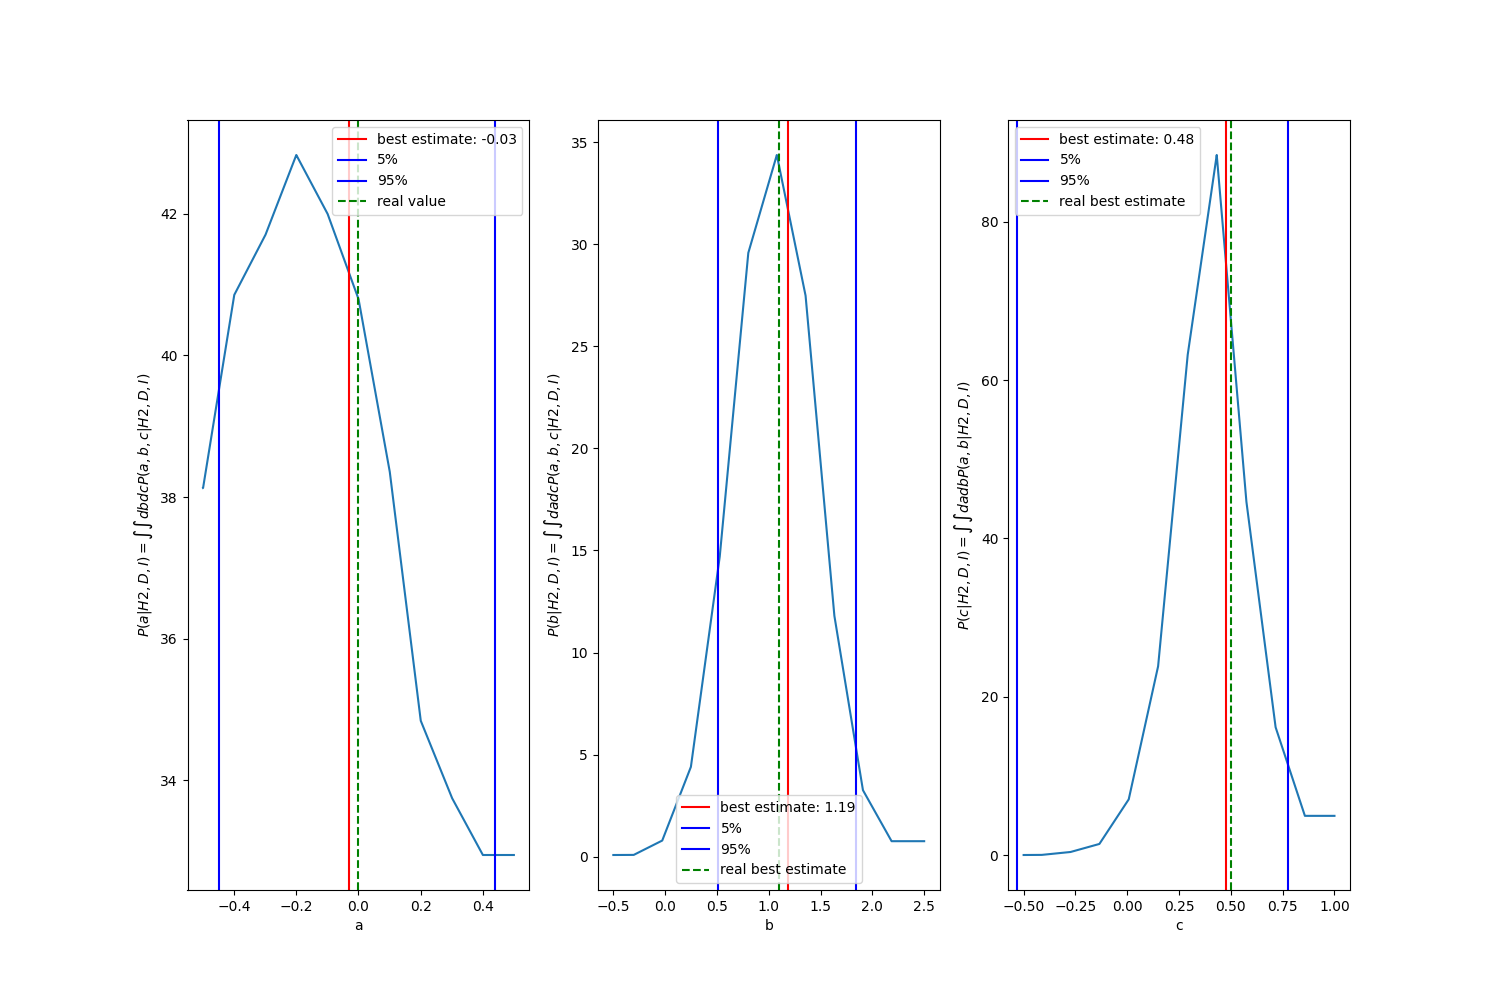 P(a|H2, D, I) = ∫∫dbdcP(a, b, c|H2, D, I)
42
40
38
36
34
−0.4 −0.2 0.0 0.2 0.4
a
best estimate: -0.03
5%
95%
real value
P(b|H2, D, I) = ∫∫dadcP(a, b, c|H2, D, I)
35
30
25
20
15
10
5
0
−0.5 0.0 0.5 1.0 1.5 2.0 2.5
b
best estimate: 1.19
5%
95%
real best estimate
P(c|H2, D, I) = ∫∫dadbP(a, b|H2, D, I)
80
60
40
20
0
−0.50 −0.25 0.00 0.25 0.50 0.75 1.00
c
best estimate: 0.48
5%
95%
real best estimate